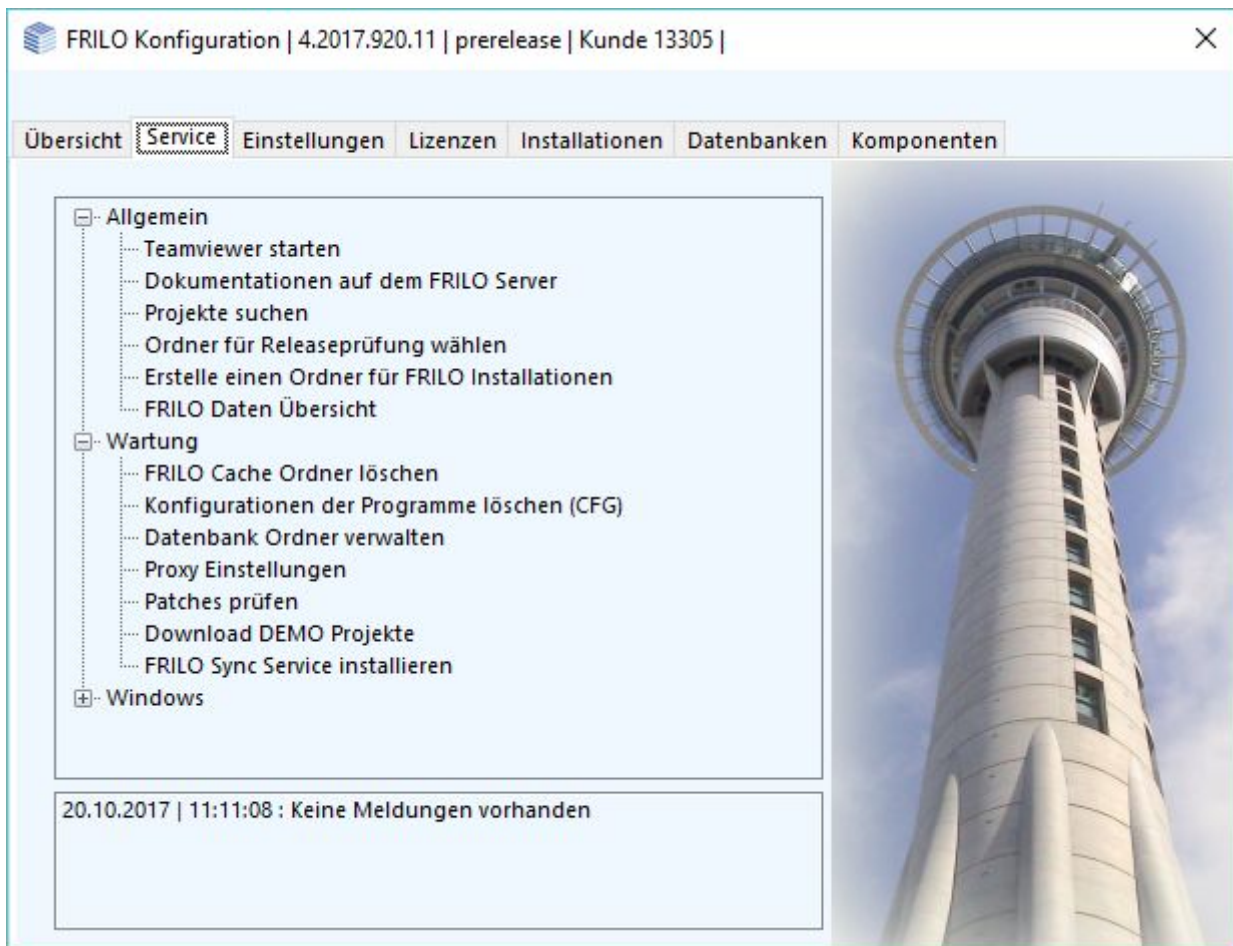 FRILO Konfiguration | 4.2017.920.11 | prerelease | Kunde 13305 |
Übersicht Service Einstellungen Lizenzen Installationen Datenbanken Komponenten
Allgemein
Teamviewer starten
Dokumentationen auf dem FRILO Server
Projekte suchen
Ordner für Releaseprüfung wählen
Erstelle einen Ordner für FRILO Installationen
FRILO Daten Übersicht
Wartung
FRILO Cache Ordner löschen
Konfigurationen der Programme löschen (CFG)
Datenbank Ordner verwalten
Proxy Einstellungen
Patches prüfen
Download DEMO Projekte
FRILO Sync Service installieren
Windows
20.10.2017 | 11:11:08 : Keine Meldungen vorhanden